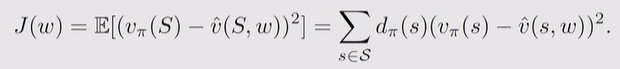 J(w) = 𝔼[(v_π(S) − v̂(S, w))²] = ∑_{s∈𝒮} d_π(s)(v_π(s) − v̂(s, w))².